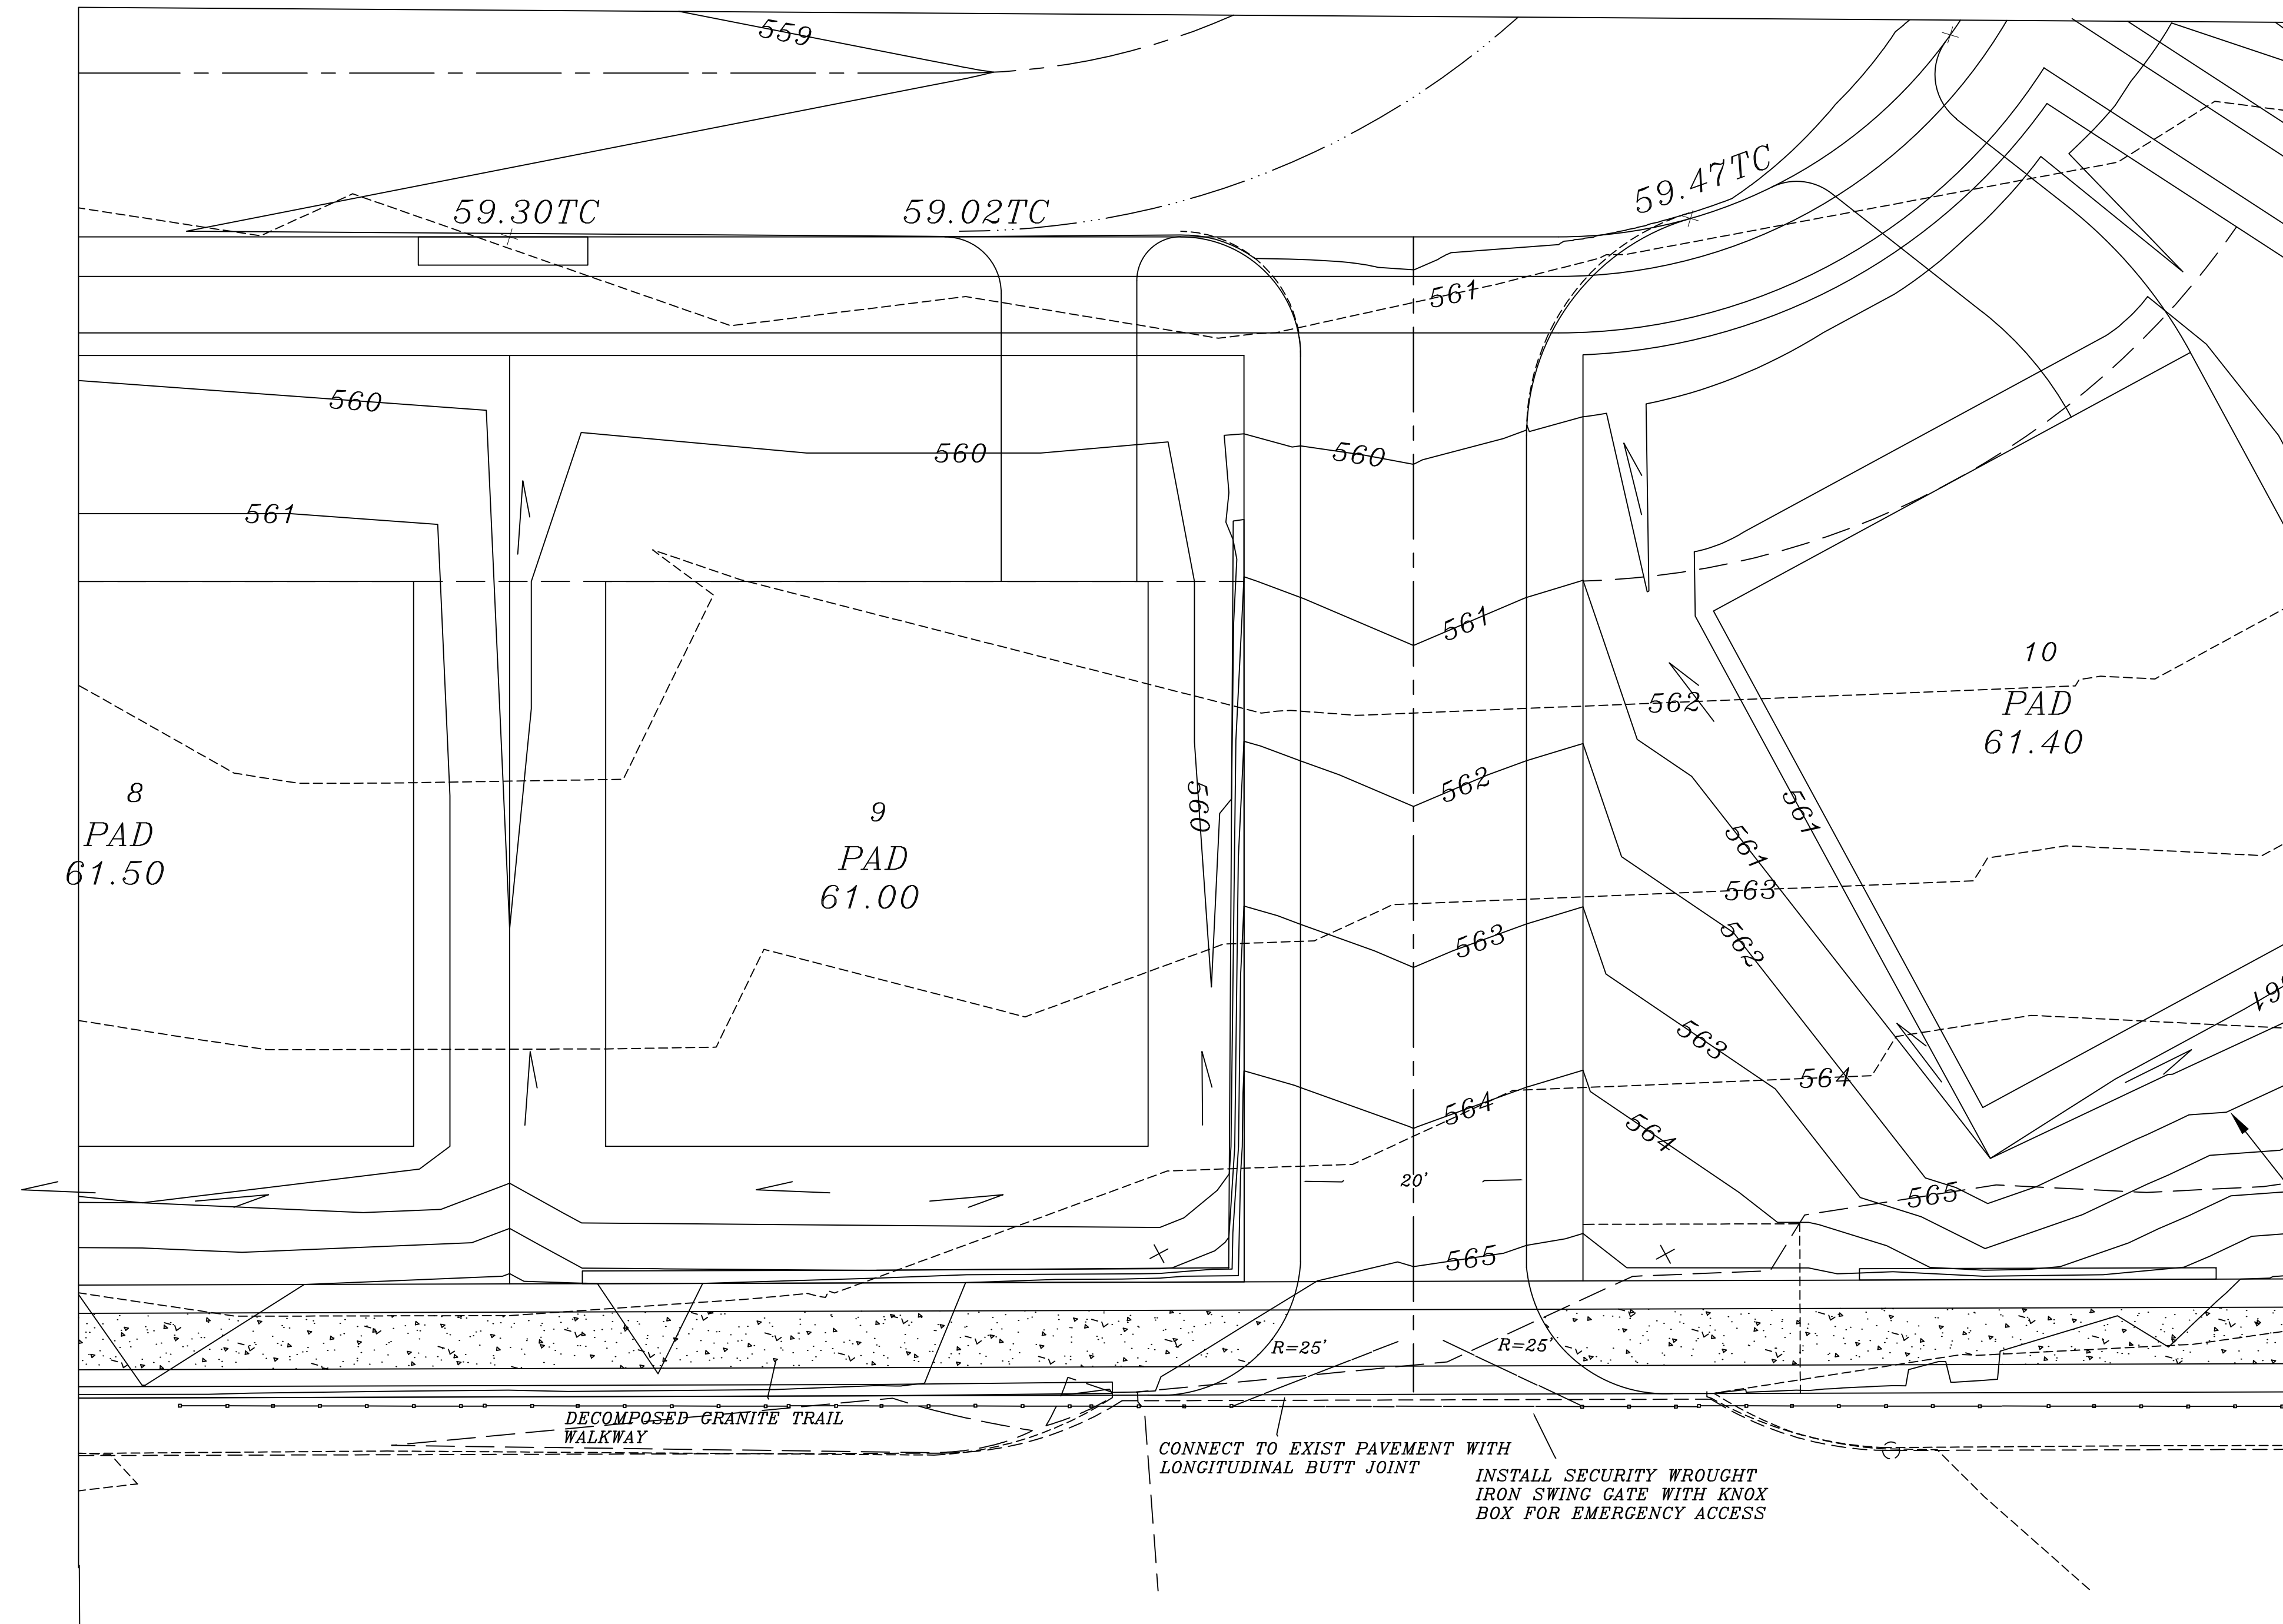 559
59.30TC
59.02TC
59.47TC
561
560
560
560
561
561
562
10
PAD
61.40
8
PAD
61.50
9
PAD
61.00
560
562
561
561
563
562
563
563
564
564
564
561
20'
565
565
R=25'
R=25'
DECOMPOSED GRANITE TRAIL
WALKWAY
CONNECT TO EXIST PAVEMENT WITH
LONGITUDINAL BUTT JOINT
INSTALL SECURITY WROUGHT
IRON SWING GATE WITH KNOX
BOX FOR EMERGENCY ACCESS